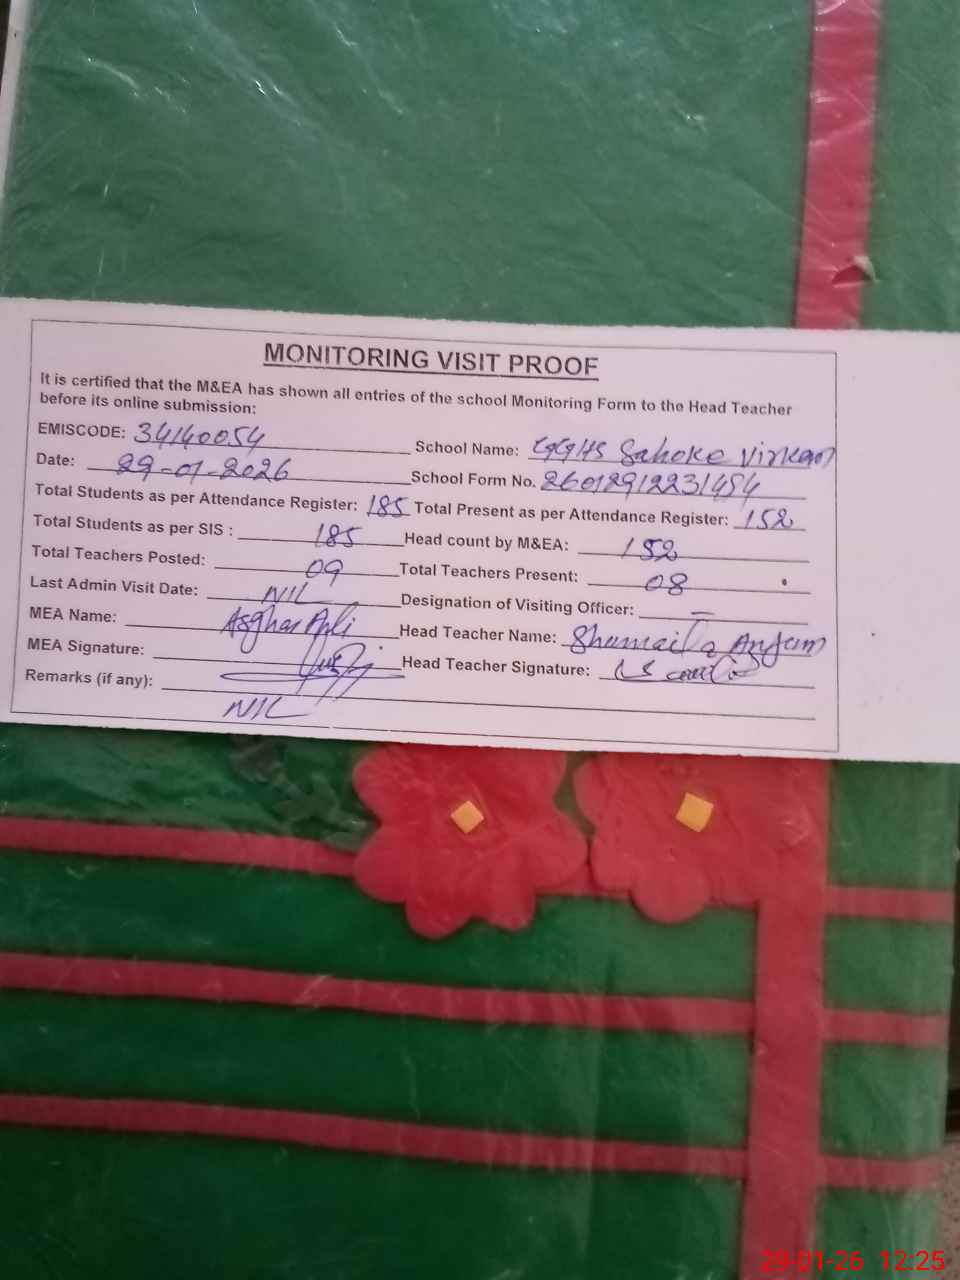 MONITORING VISIT PROOF
It is certified that the M&EA has shown all entries of the school Monitoring Form to the Head Teacher
before its online submission:
EMISCODE: 34140054 School Name: GGHS Sahoke Virkan
Date: 29-01-2026 School Form No. 26012912231454
Total Students as per Attendance Register: 185 Total Present as per Attendance Register: 152
Total Students as per SIS : 185 Head count by M&EA: 152
Total Teachers Posted: 09 Total Teachers Present: 08
Last Admin Visit Date: NIL Designation of Visiting Officer: —
MEA Name: Asghar Ali Head Teacher Name: Shumaila Anjum
MEA Signature: Head Teacher Signature:
Remarks (if any):
NIL
29-01-26 12:25